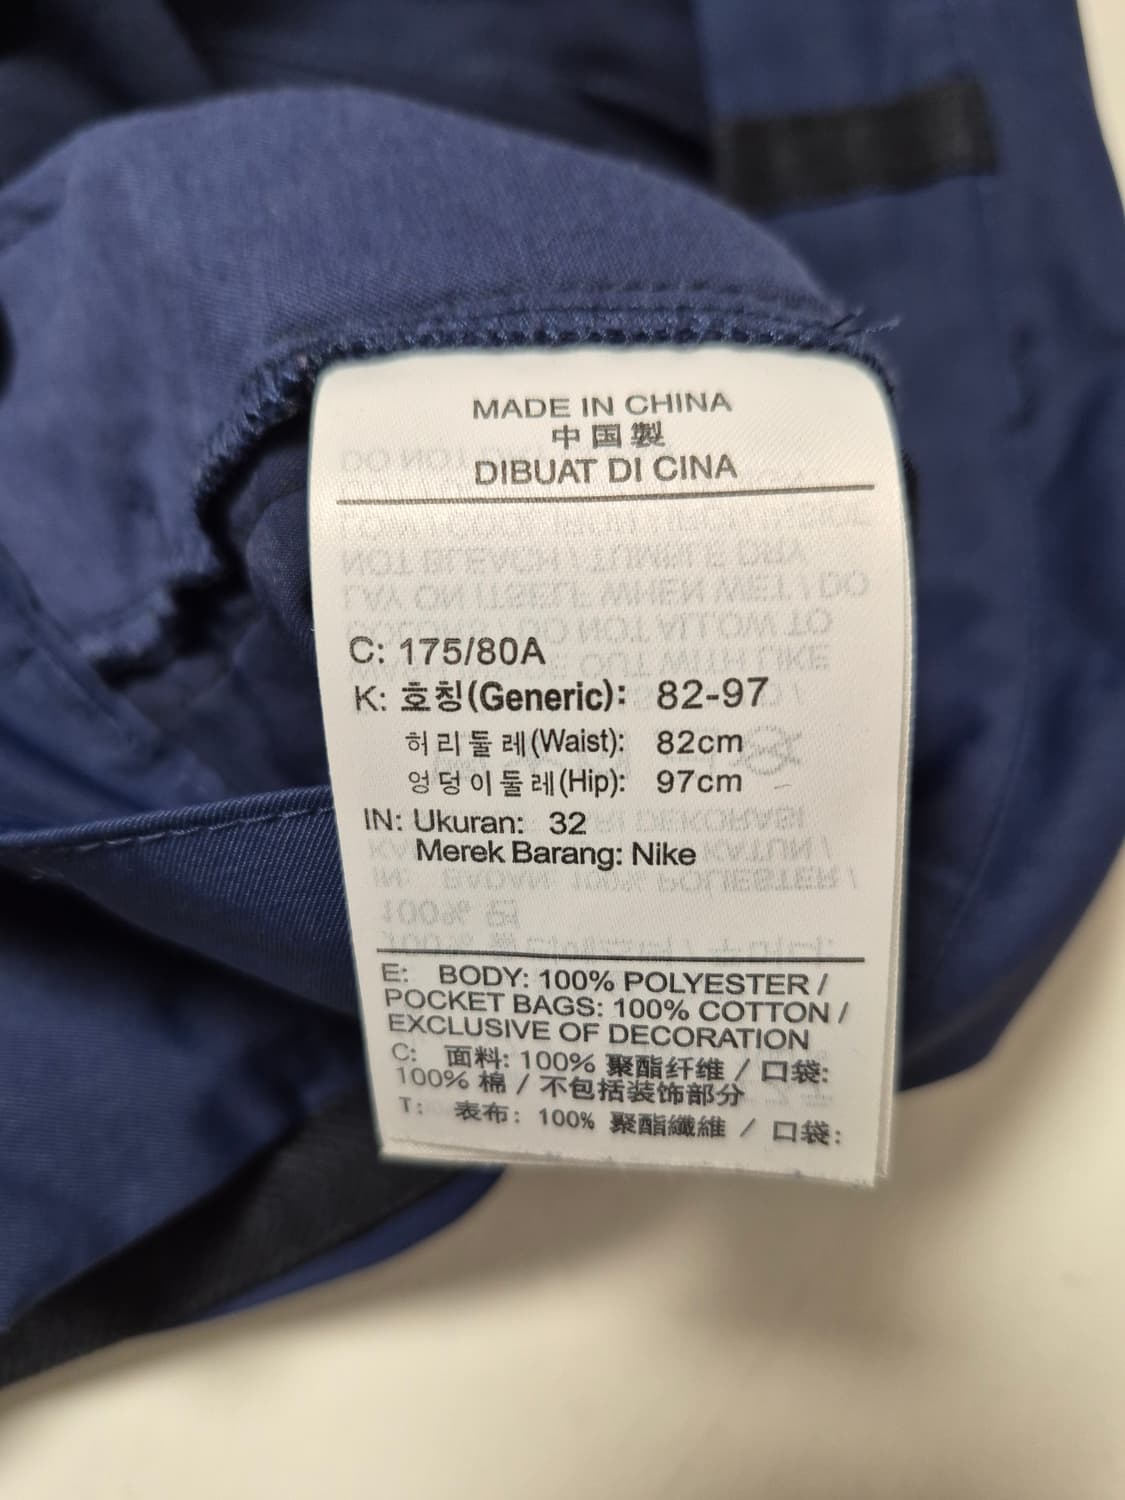 MADE IN CHINA
中国製
DIBUAT DI CINA
C: 175/80A
K: 호칭(Generic): 82-97
허리둘레(Waist): 82cm
엉덩이둘레(Hip): 97cm
IN: Ukuran: 32
Merek Barang: Nike
E: BODY: 100% POLYESTER /
POCKET BAGS: 100% COTTON /
EXCLUSIVE OF DECORATION
C: 面料: 100% 聚酯纤维 / 口袋:
100% 棉 / 不包括装饰部分
T: 表布: 100% 聚酯纖維 / 口袋: